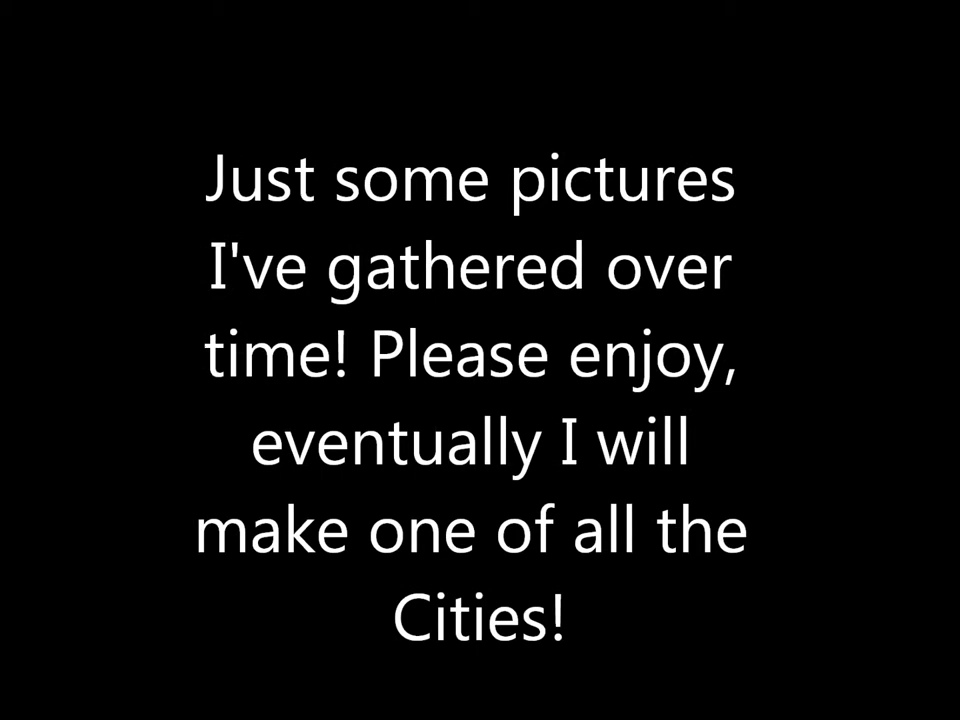 Just some pictures
I've gathered over
time! Please enjoy,
eventually I will
make one of all the
Cities!